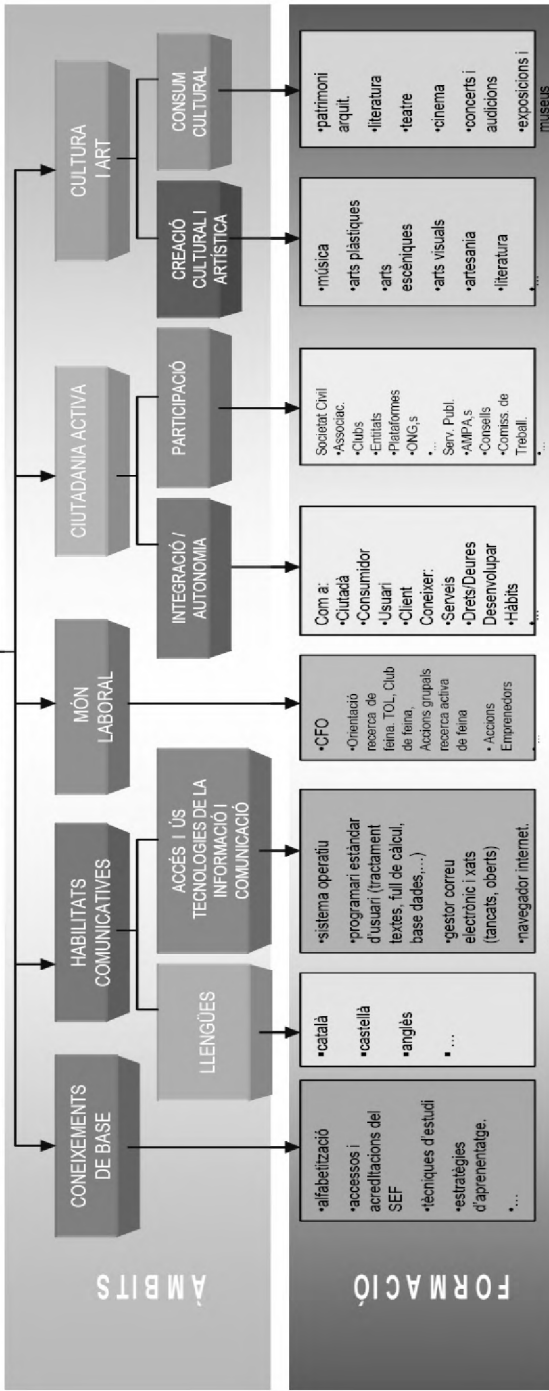 ÀMBITS
CONEIXEMENTS
DE BASE
HABILITATS
COMUNICATIVES
MÓN
LABORAL
CIUTADANIA ACTIVA
CULTURA
I ART
LLENGÜES
ACCÉS I ÚS
TECNOLOGIES DE LA
INFORMACIÓ I
COMUNICACIÓ
INTEGRACIÓ /
AUTONOMIA
PARTICIPACIÓ
CREACIÓ
CULTURAL I
ARTÍSTICA
CONSUM
CULTURAL
FORMACIÓ
•alfabetització
•accessos i
acreditacions del
SEF
•tècniques d'estudi
•estratègies
d'aprenentatge.
•...
•català
•castellà
•anglès
• ...
•sistema operatiu
•programari estàndar
d'usuari (tractament
textes, full de càlcul,
base dades,...)
•gestor correu
electrònic i xats
(tancats, oberts)
•navegador internet.
•CFO
•Orientació
recerca de
feina. TOL, Club
de feina,
Accions grupals
recerca activa
de feina
• Accions
Emprenedors
•...
Com a:
•Ciutadà
•Consumidor
•Usuari
•Client
Coneixer:
•Serveis
•Drets/Deures
Desenvolupar
•Hàbits
•...
Societat Civil
•Associac.
•Clubs
•Entitats
•Plataformes
•ONG,s
•...
Serv. Publ.
•AMPA,s
•Consells
•Comiss. de
Treball.
•...
•música
•arts plàstiques
•arts
escèniques
•arts visuals
•artesania
•literatura
•...
•patrimoni
arquit.
•literatura
•teatre
•cinema
•concerts i
audicions
•exposicions i
museus